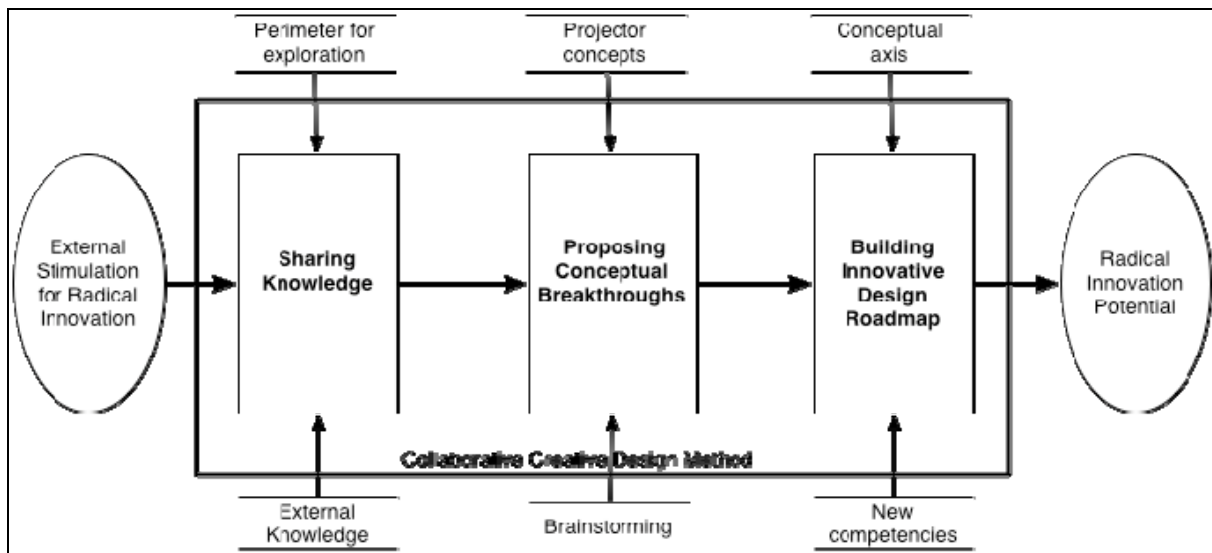 Perimeter for
exploration
Projector
concepts
Conceptual
axis
External
Stimulation
for Radical
Innovation
Sharing
Knowledge
Proposing
Conceptual
Breakthroughs
Building
Innovative
Design
Roadmap
Radical
Innovation
Potential
Collaborative Creative Design Method
External
Knowledge
Brainstorming
New
competencies